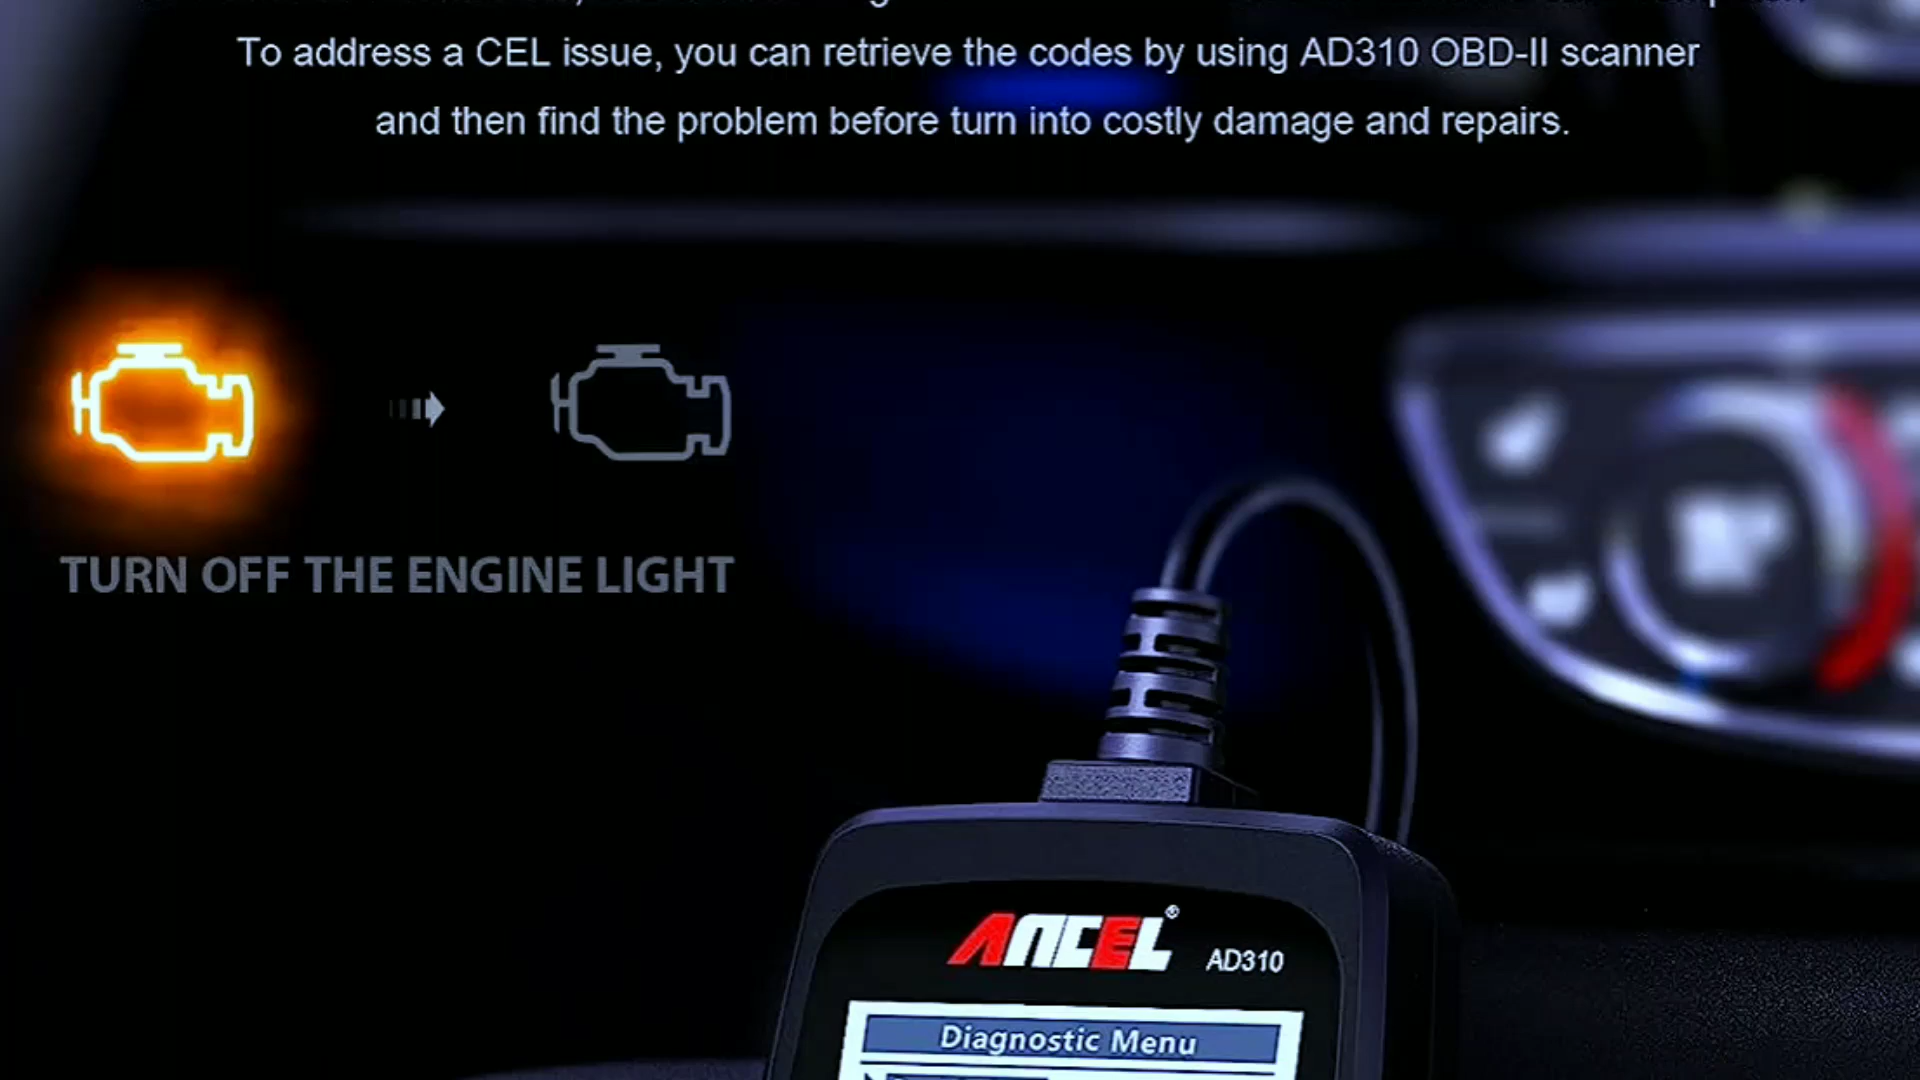 To address a CEL issue, you can retrieve the codes by using AD310 OBD-II scanner
and then find the problem before turn into costly damage and repairs.
TURN OFF THE ENGINE LIGHT
ANCEL®
AD310
Diagnostic Menu